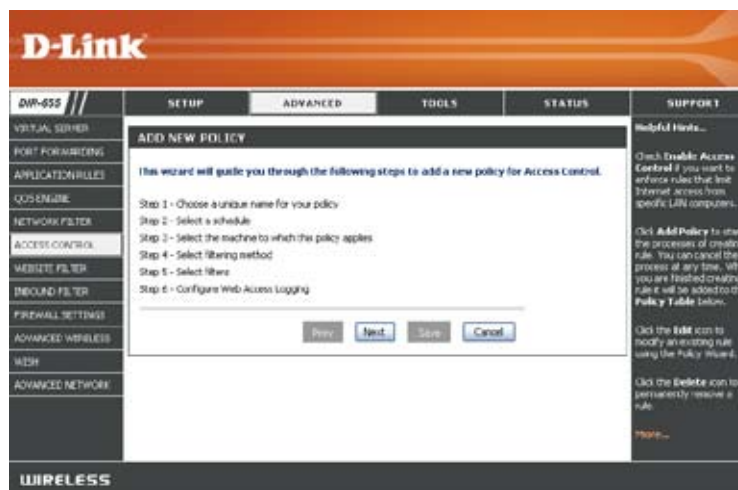 D-Link
DIR-655
SETUP
ADVANCED
TOOLS
STATUS
SUPPORT
VIRTUAL SERVER
PORT FORWARDING
APPLICATION RULES
QOS ENGINE
NETWORK FILTER
ACCESS CONTROL
WEBSITE FILTER
INBOUND FILTER
FIREWALL SETTINGS
ADVANCED WIRELESS
WISH
ADVANCED NETWORK
ADD NEW POLICY
This wizard will guide you through the following steps to add a new policy for Access Control.
Step 1 - Choose a unique name for your policy
Step 2 - Select a schedule
Step 3 - Select the machine to which this policy applies
Step 4 - Select filtering method
Step 5 - Select filters
Step 6 - Configure Web Access Logging
Prev
Next
Save
Cancel
Helpful Hints...
Check Enable Access
Control if you want to
enforce rules that limit
Internet access from
specific LAN computers.
Click Add Policy to
the processes of
rule. You can cancel the
process at any time.
you are finished
rule it will be added to
Policy Table below.
Click the Edit icon to
modify an existing rule
using the Policy Wizard.
Click the Delete icon to
permanently remove a
rule.
More...
WIRELESS